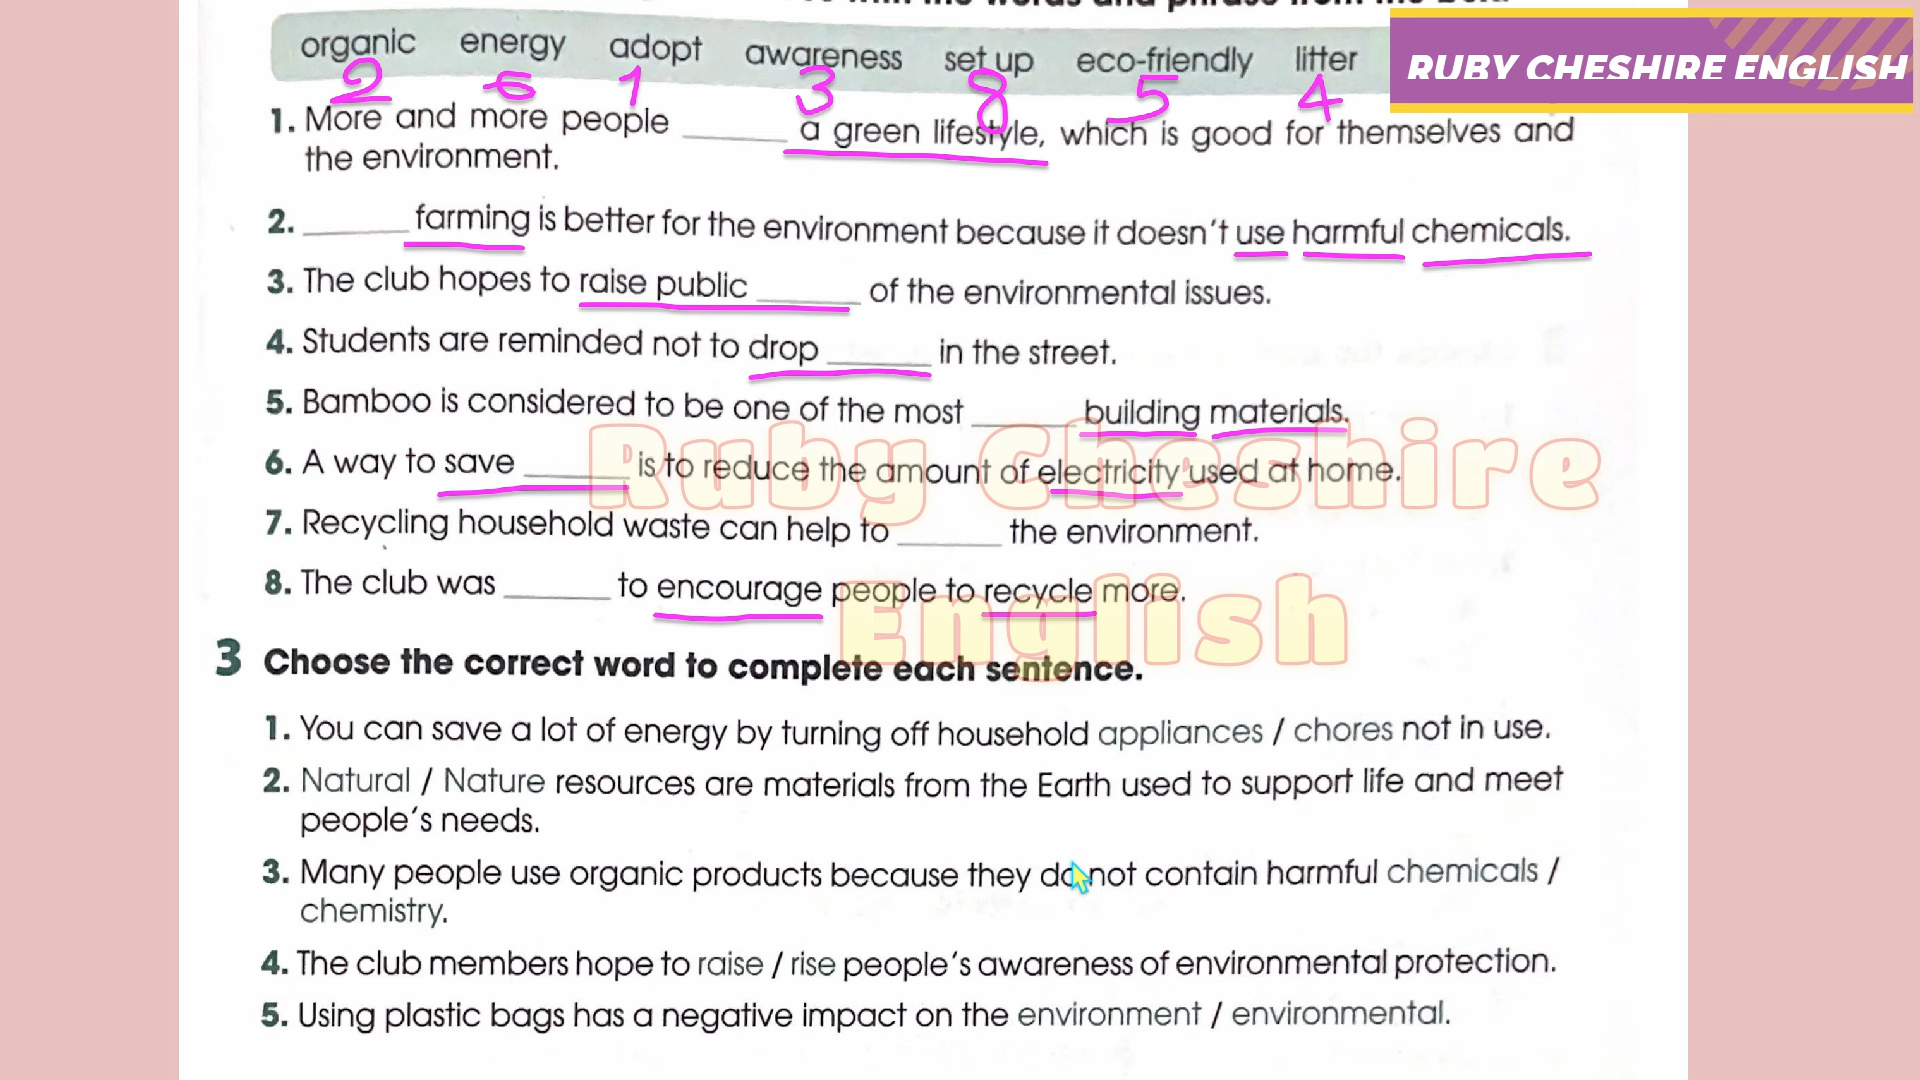 organic energy adopt awareness set up eco-friendly litter
RUBY CHESHIRE ENGLISH
2 6 1 3 8 5 4
1. More and more people ______ a green lifestyle, which is good for themselves and
the environment.
2. ______ farming is better for the environment because it doesn't use harmful chemicals.
3. The club hopes to raise public ______ of the environmental issues.
4. Students are reminded not to drop ______ in the street.
5. Bamboo is considered to be one of the most ______ building materials.
6. A way to save ______ is to reduce the amount of electricity used at home.
Ruby Cheshire
7. Recycling household waste can help to ______ the environment.
8. The club was ______ to encourage people to recycle more.
English
3 Choose the correct word to complete each sentence.
1. You can save a lot of energy by turning off household appliances / chores not in use.
2. Natural / Nature resources are materials from the Earth used to support life and meet
people's needs.
3. Many people use organic products because they do not contain harmful chemicals /
chemistry.
4. The club members hope to raise / rise people's awareness of environmental protection.
5. Using plastic bags has a negative impact on the environment / environmental.